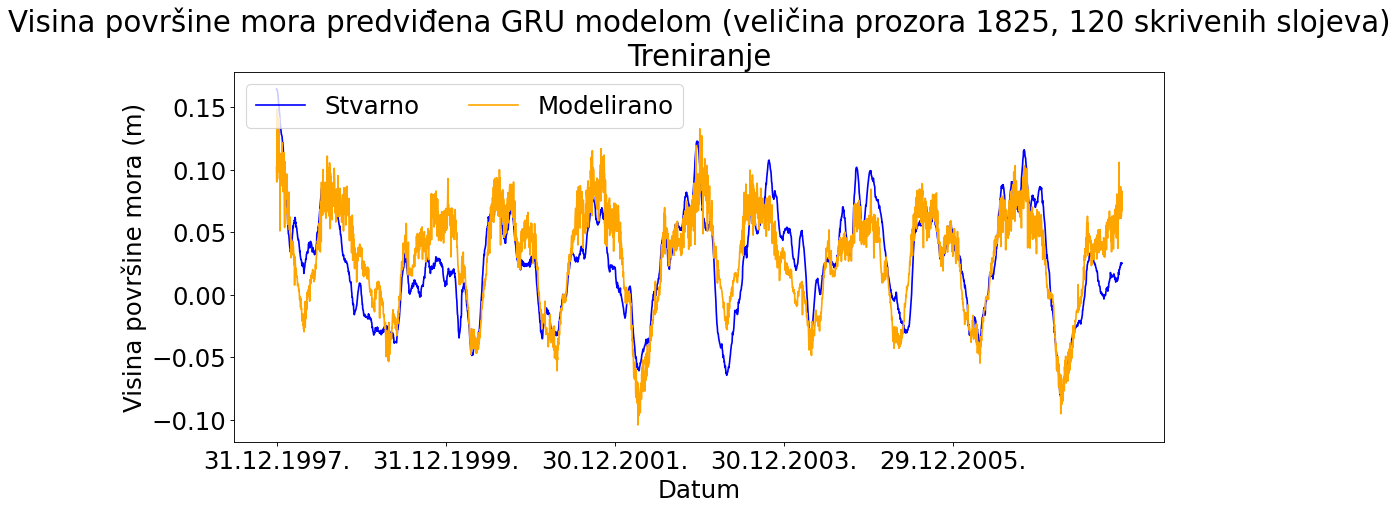 Visina površine mora predviđena GRU modelom (veličina prozora 1825, 120 skrivenih slojeva)
Treniranje
Stvarno
Modelirano
Visina površine mora (m)
0.15
0.10
0.05
0.00
−0.05
−0.10
31.12.1997.
31.12.1999.
30.12.2001.
30.12.2003.
29.12.2005.
Datum